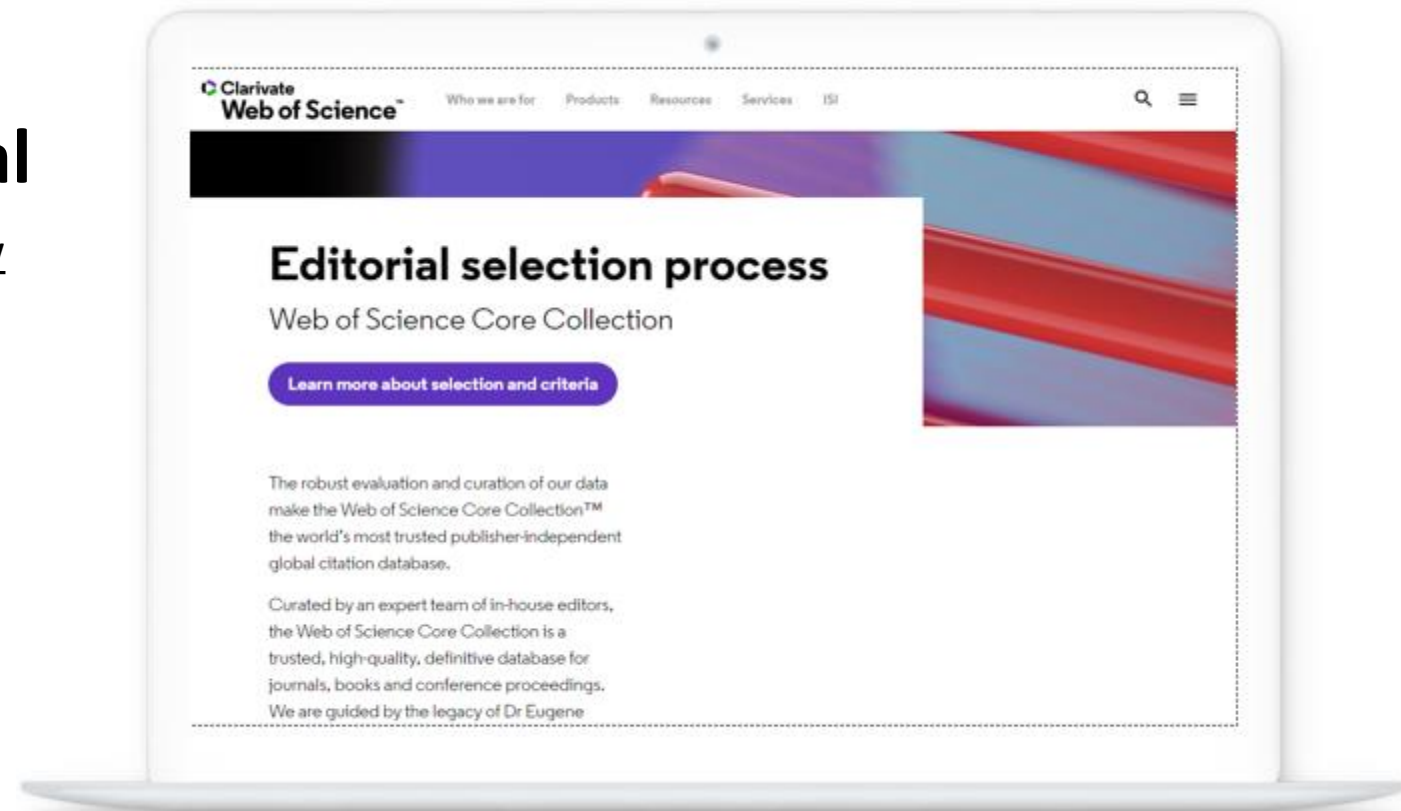 al
y
Clarivate
Web of Science™
Who we are for Products Resources Services ISI
Editorial selection process
Web of Science Core Collection
Learn more about selection and criteria
The robust evaluation and curation of our data
make the Web of Science Core Collection™
the world's most trusted publisher-independent
global citation database.
Curated by an expert team of in-house editors,
the Web of Science Core Collection is a
trusted, high-quality, definitive database for
journals, books and conference proceedings.
We are guided by the legacy of Dr Eugene